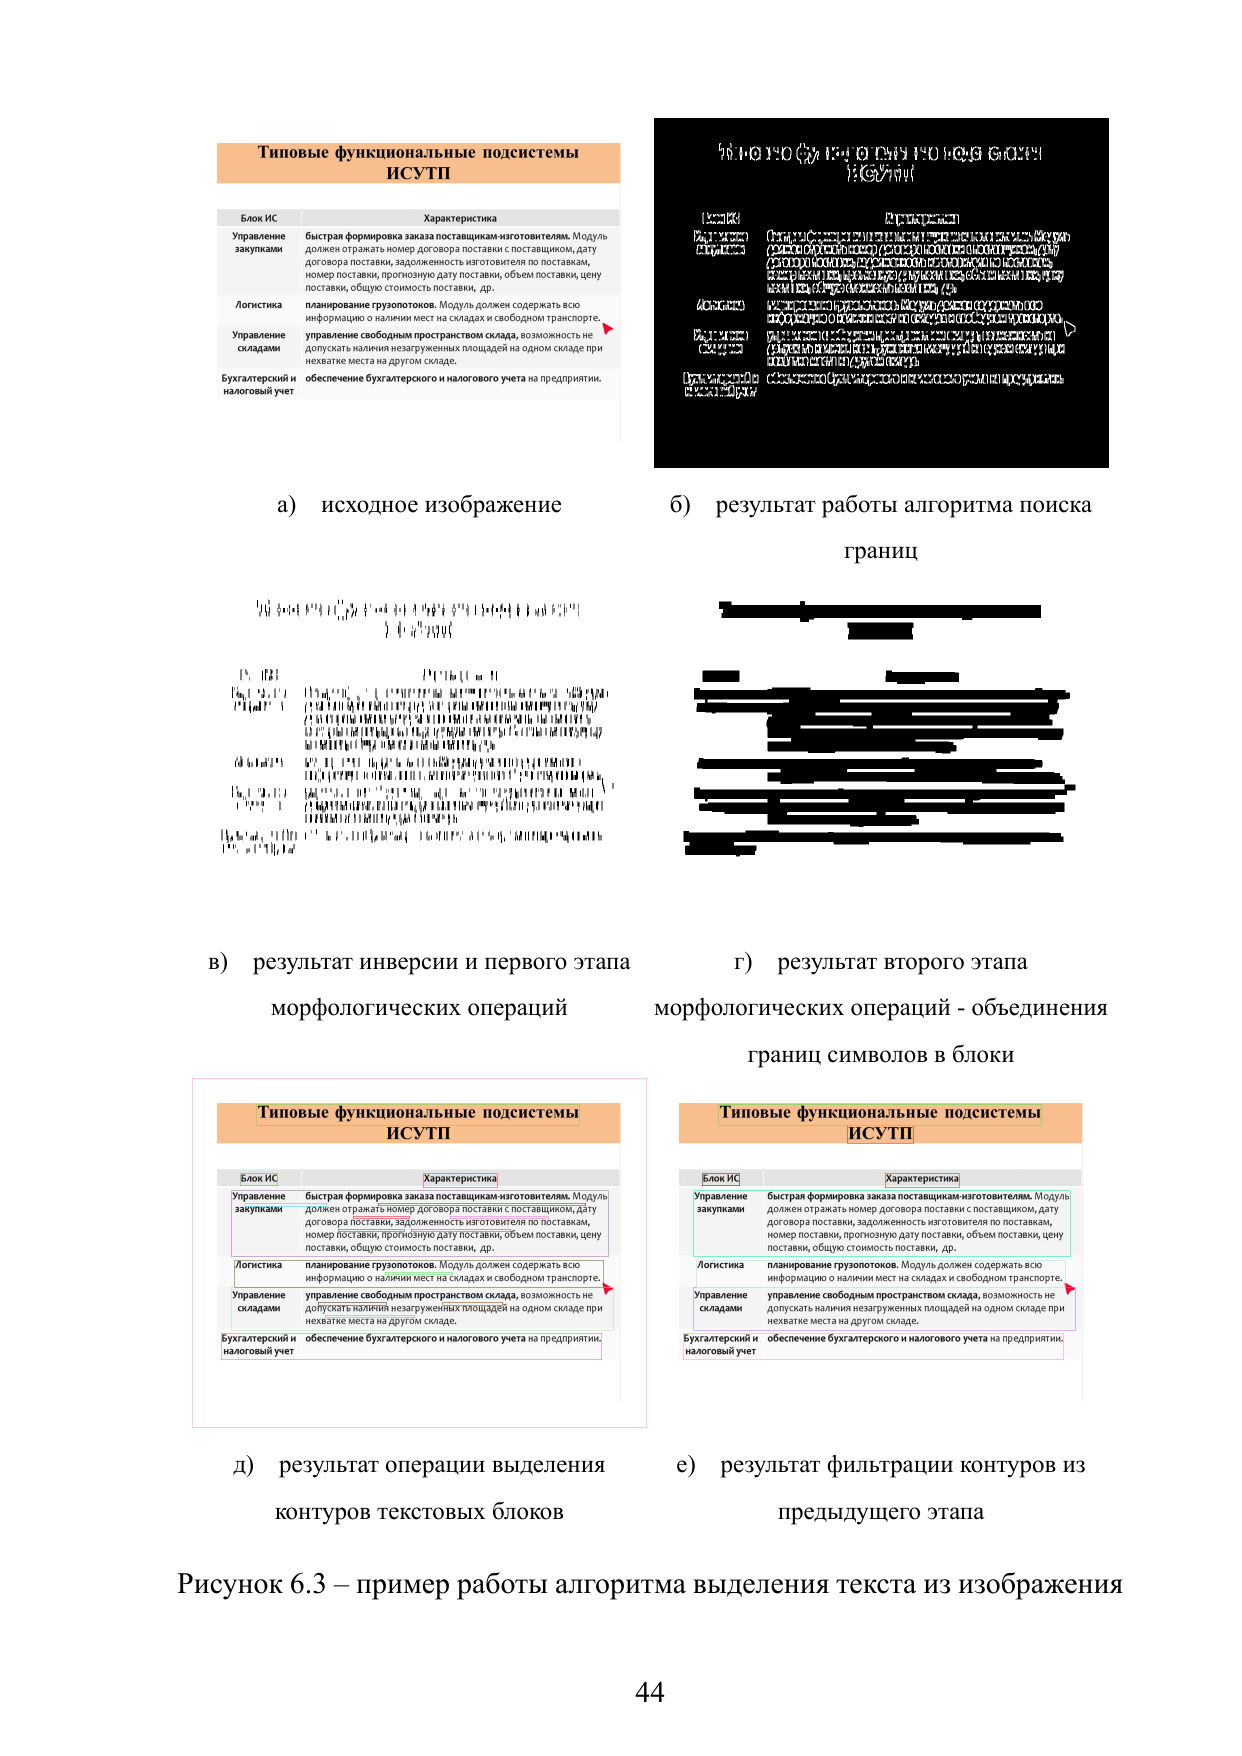 Типовые функциональные подсистемы
ИСУТП
Блок ИС Характеристика
Управление закупками
быстрая формировка заказа поставщикам-изготовителям. Модуль
должен отражать номер договора поставки с поставщиком, дату
договора поставки, задолженность изготовителя по поставкам,
номер поставки, прогнозную дату поставки, объем поставки, цену
поставки, общую стоимость поставки, др.
Логистика
планирование грузопотоков. Модуль должен содержать всю
информацию о наличии мест на складах и свободном транспорте.
Управление складами
управление свободным пространством склада, возможность не
допускать наличия незагруженных площадей на одном складе при
нехватке места на другом складе.
Бухгалтерский и налоговый учет
обеспечение бухгалтерского и налогового учета на предприятии.
а) исходное изображение
б) результат работы алгоритма поиска
границ
в) результат инверсии и первого этапа
морфологических операций
г) результат второго этапа
морфологических операций - объединения
границ символов в блоки
Типовые функциональные подсистемы
ИСУТП
Блок ИС Характеристика
Управление закупками
быстрая формировка заказа поставщикам-изготовителям. Модуль
должен отражать номер договора поставки с поставщиком, дату
договора поставки, задолженность изготовителя по поставкам,
номер поставки, прогнозную дату поставки, объем поставки, цену
поставки, общую стоимость поставки, др.
Логистика
планирование грузопотоков. Модуль должен содержать всю
информацию о наличии мест на складах и свободном транспорте.
Управление складами
управление свободным пространством склада, возможность не
допускать наличия незагруженных площадей на одном складе при
нехватке места на другом складе.
Бухгалтерский и налоговый учет
обеспечение бухгалтерского и налогового учета на предприятии.
Типовые функциональные подсистемы
ИСУТП
Блок ИС Характеристика
Управление закупками
быстрая формировка заказа поставщикам-изготовителям. Модуль
должен отражать номер договора поставки с поставщиком, дату
договора поставки, задолженность изготовителя по поставкам,
номер поставки, прогнозную дату поставки, объем поставки, цену
поставки, общую стоимость поставки, др.
Логистика
планирование грузопотоков. Модуль должен содержать всю
информацию о наличии мест на складах и свободном транспорте.
Управление складами
управление свободным пространством склада, возможность не
допускать наличия незагруженных площадей на одном складе при
нехватке места на другом складе.
Бухгалтерский и налоговый учет
обеспечение бухгалтерского и налогового учета на предприятии.
д) результат операции выделения
контуров текстовых блоков
е) результат фильтрации контуров из
предыдущего этапа
Рисунок 6.3 – пример работы алгоритма выделения текста из изображения
44